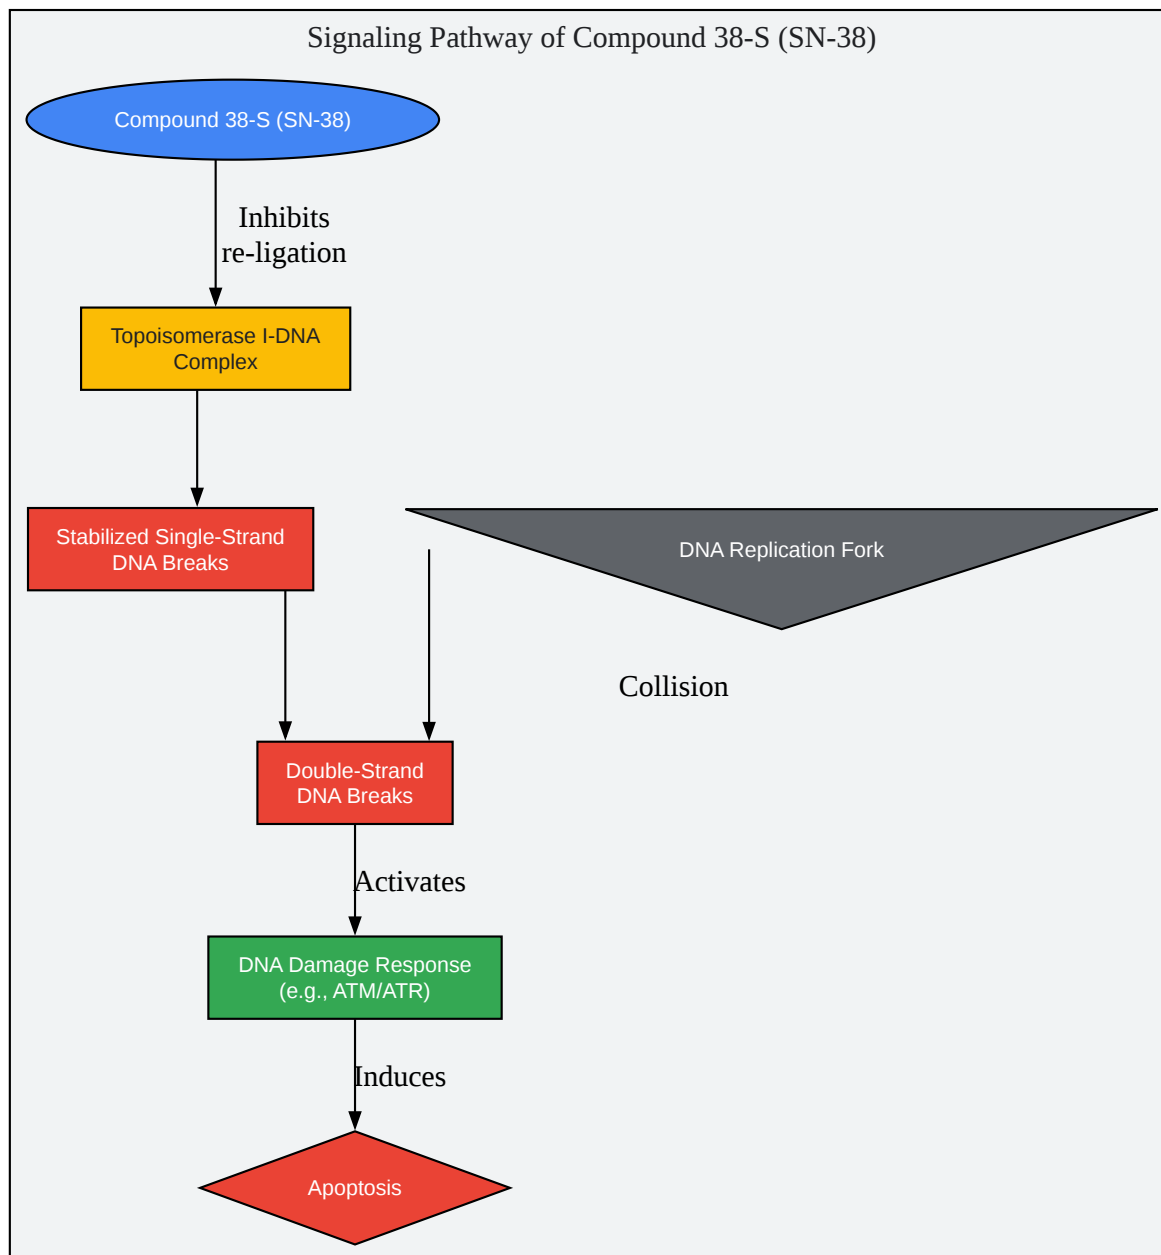 Signaling Pathway of Compound 38-S (SN-38)
Compound 38-S (SN-38)
Inhibits
re-ligation
Topoisomerase I-DNA
Complex
Stabilized Single-Strand
DNA Breaks
DNA Replication Fork
Collision
Double-Strand
DNA Breaks
Activates
DNA Damage Response
(e.g., ATM/ATR)
Induces
Apoptosis